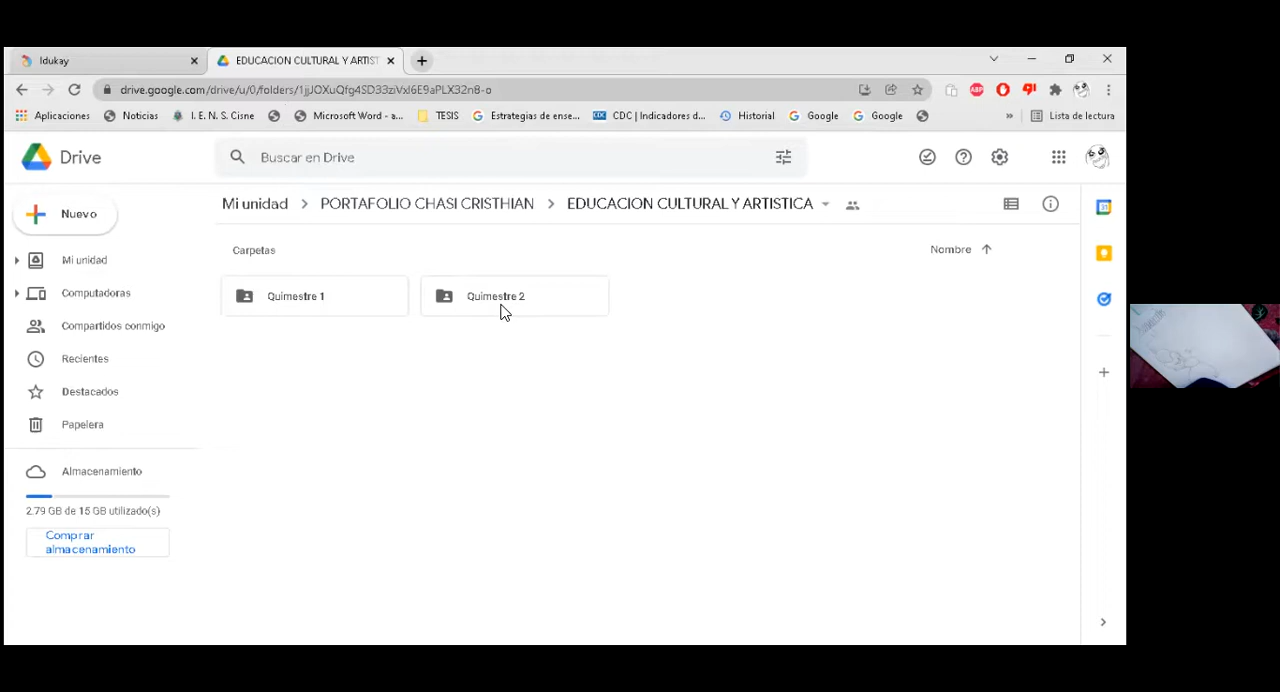 Idukay
EDUCACION CULTURAL Y ARTIST
drive.google.com/drive/u/0/folders/1jjJOXuQfg4SD33ziVxl6E9aPLX32n8-o
Aplicaciones
Noticias
I. E. N. S. Cisne
Microsoft Word - a...
TESIS
Estrategias de ense...
CDC | Indicadores d...
Historial
Google
Google
»
Lista de lectura
Drive
Buscar en Drive
Nuevo
Mi unidad > PORTAFOLIO CHASI CRISTHIAN > EDUCACION CULTURAL Y ARTISTICA
Carpetas
Nombre
Quimestre 1
Quimestre 2
Mi unidad
Computadoras
Compartidos conmigo
Recientes
Destacados
Papelera
Almacenamiento
2.79 GB de 15 GB utilizado(s)
Comprar
almacenamiento